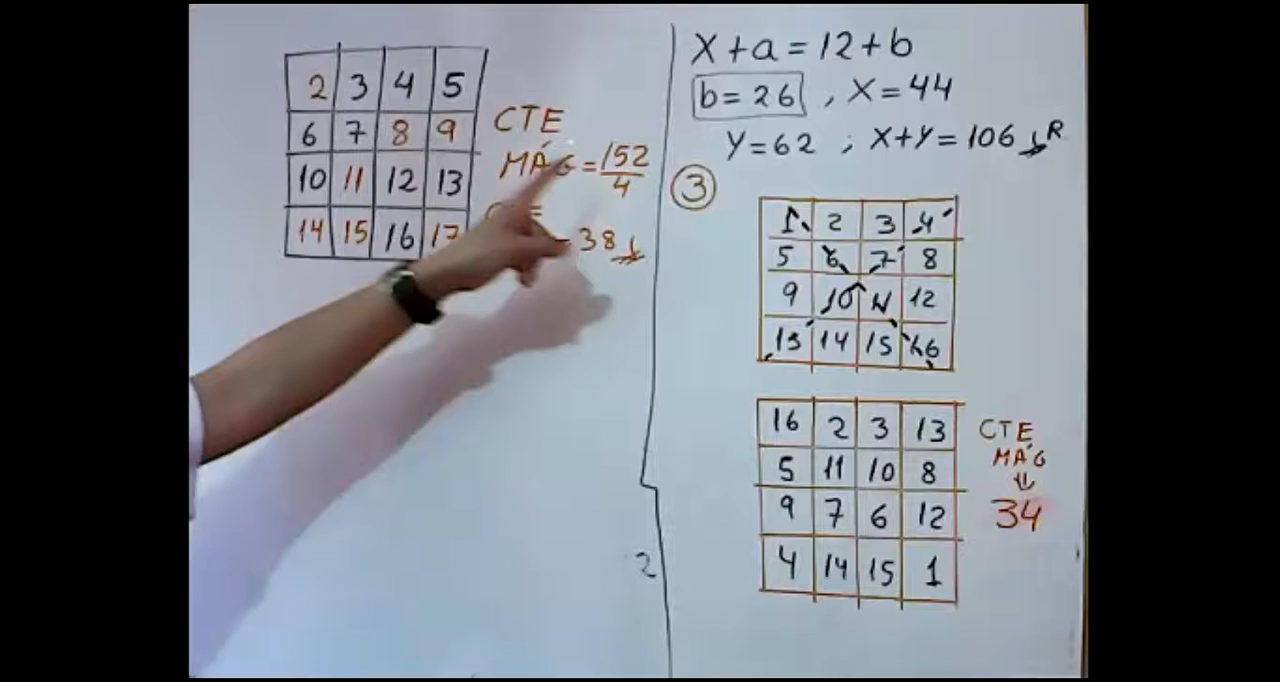 2 3 4 5
6 7 8 9
10 11 12 13
14 15 16 17
CTE
MÁG = 152
4
38
X + a = 12 + b
b = 26 , X = 44
Y = 62 ; X + Y = 106 R
3
1 2 3 4
5 6 7 8
9 10 11 12
13 14 15 16
16 2 3 13
5 11 10 8
9 7 6 12
4 14 15 1
CTE
MÁG
⇓
34
2